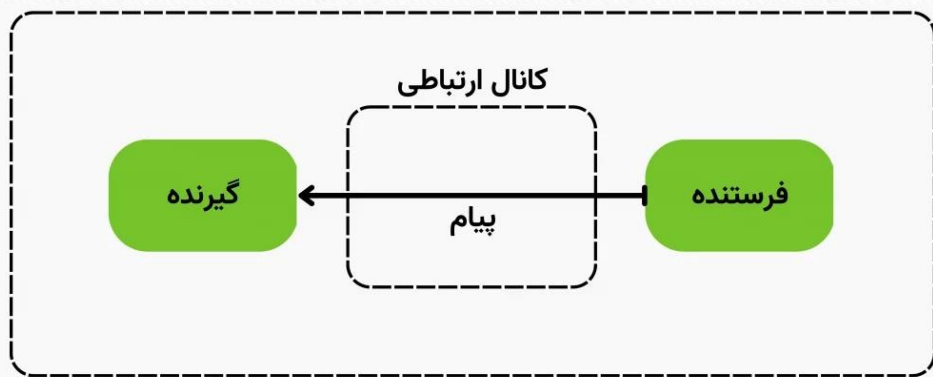 کانال ارتباطی
فرستنده
گیرنده
پیام